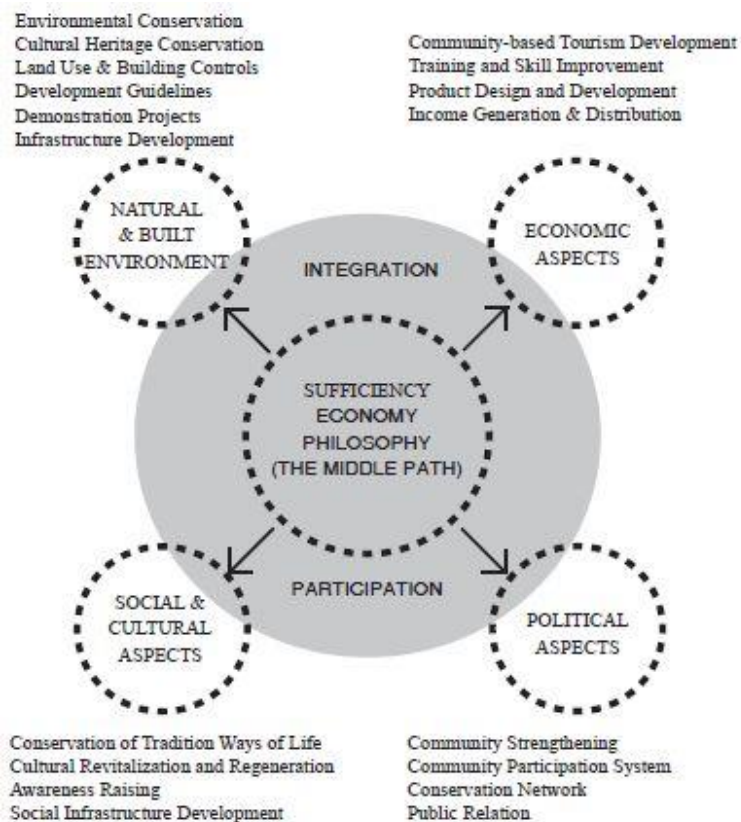 Environmental Conservation
Cultural Heritage Conservation
Land Use & Building Controls
Development Guidelines
Demonstration Projects
Infrastructure Development
Community-based Tourism Development
Training and Skill Improvement
Product Design and Development
Income Generation & Distribution
NATURAL
& BUILT
ENVIRONMENT
ECONOMIC
ASPECTS
INTEGRATION
SUFFICIENCY
ECONOMY
PHILOSOPHY
(THE MIDDLE PATH)
PARTICIPATION
SOCIAL &
CULTURAL
ASPECTS
POLITICAL
ASPECTS
Conservation of Tradition Ways of Life
Cultural Revitalization and Regeneration
Awareness Raising
Social Infrastructure Development
Community Strengthening
Community Participation System
Conservation Network
Public Relation